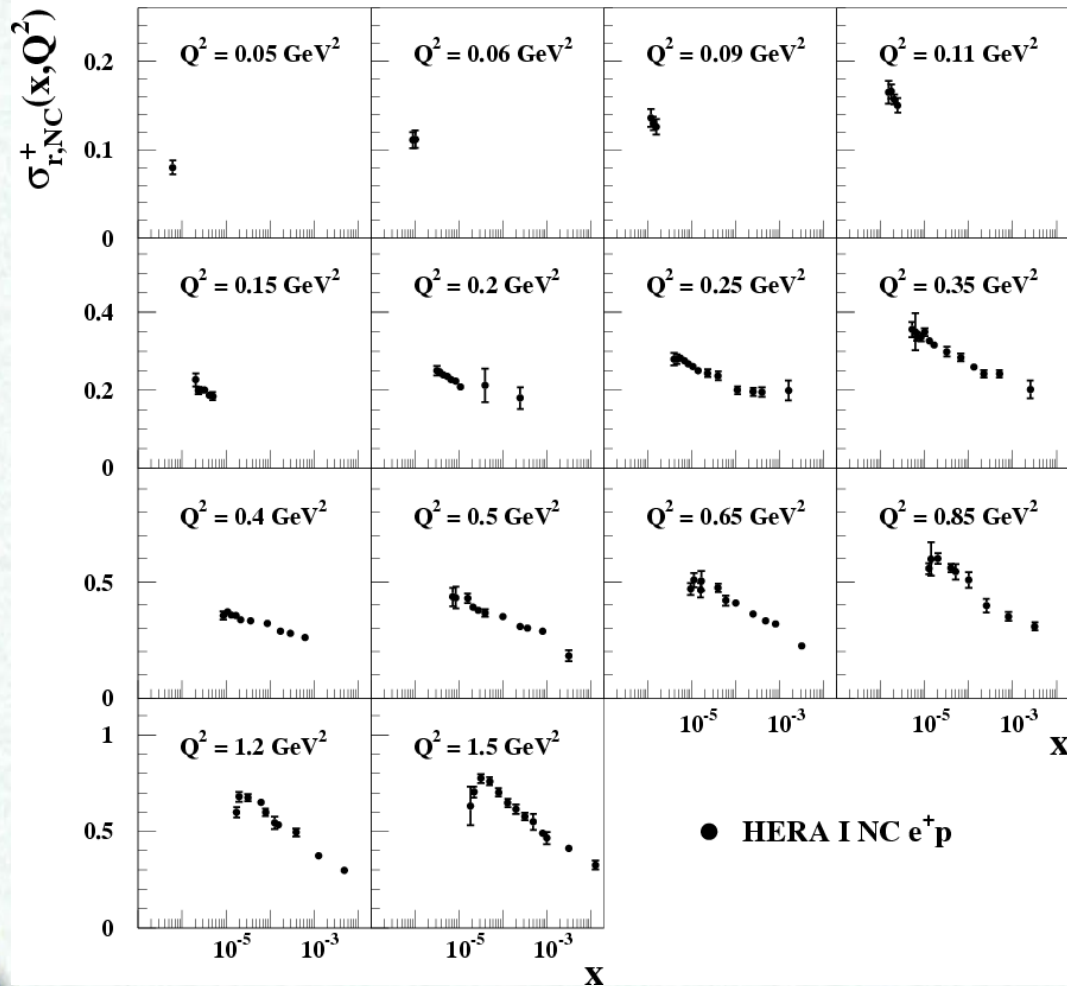 σ⁺r,NC(x,Q²)
Q² = 0.05 GeV²
Q² = 0.06 GeV²
Q² = 0.09 GeV²
Q² = 0.11 GeV²
0.2
0.1
0
Q² = 0.15 GeV²
Q² = 0.2 GeV²
Q² = 0.25 GeV²
Q² = 0.35 GeV²
0.4
0.2
0
Q² = 0.4 GeV²
Q² = 0.5 GeV²
Q² = 0.65 GeV²
Q² = 0.85 GeV²
0.5
0
10⁻⁵ 10⁻³ 10⁻⁵ 10⁻³
x
1
Q² = 1.2 GeV²
Q² = 1.5 GeV²
0.5
0
HERA I NC e⁺p
10⁻⁵ 10⁻³ 10⁻⁵ 10⁻³
x